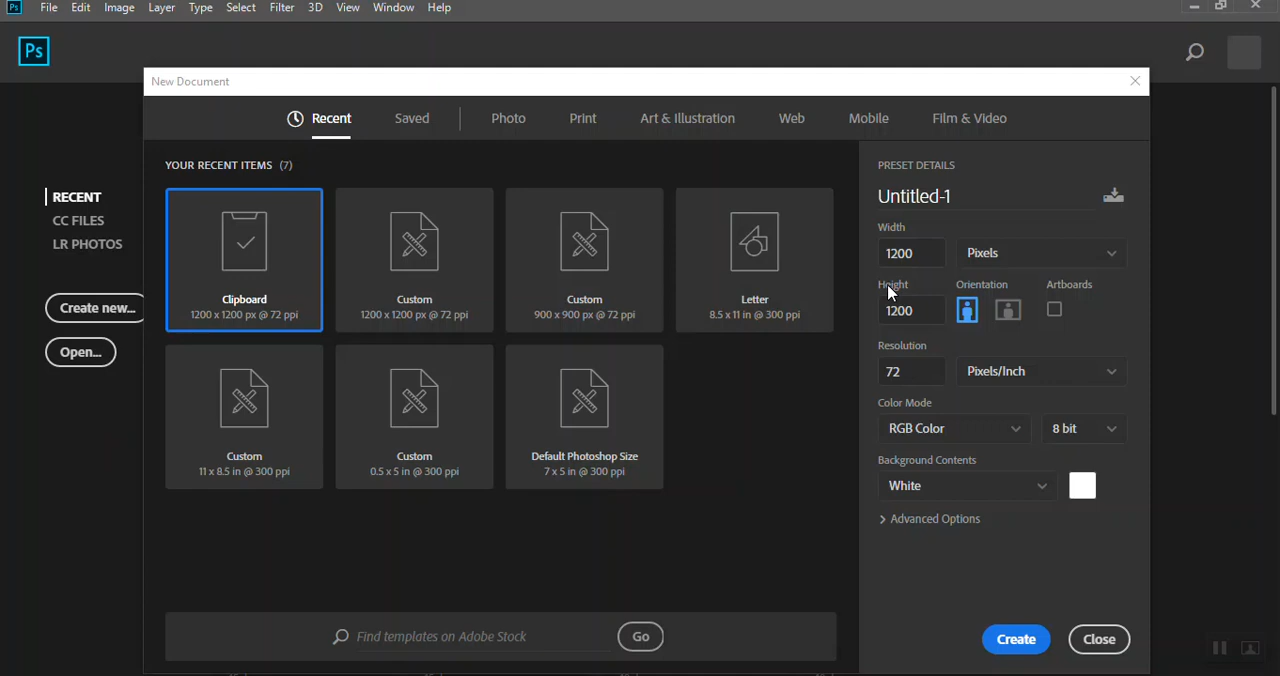 Ps File Edit Image Layer Type Select Filter 3D View Window Help
Ps
New Document
Recent Saved Photo Print Art & Illustration Web Mobile Film & Video
RECENT
CC FILES
LR PHOTOS
Create new...
Open...
YOUR RECENT ITEMS (7)
Clipboard
1200 x 1200 px @ 72 ppi
Custom
1200 x 1200 px @ 72 ppi
Custom
900 x 900 px @ 72 ppi
Letter
8.5 x 11 in @ 300 ppi
Custom
11 x 8.5 in @ 300 ppi
Custom
0.5 x 5 in @ 300 ppi
Default Photoshop Size
7 x 5 in @ 300 ppi
Find templates on Adobe Stock Go
PRESET DETAILS
Untitled-1
Width
1200 Pixels
Height Orientation Artboards
1200
Resolution
72 Pixels/Inch
Color Mode
RGB Color 8 bit
Background Contents
White
Advanced Options
Create Close